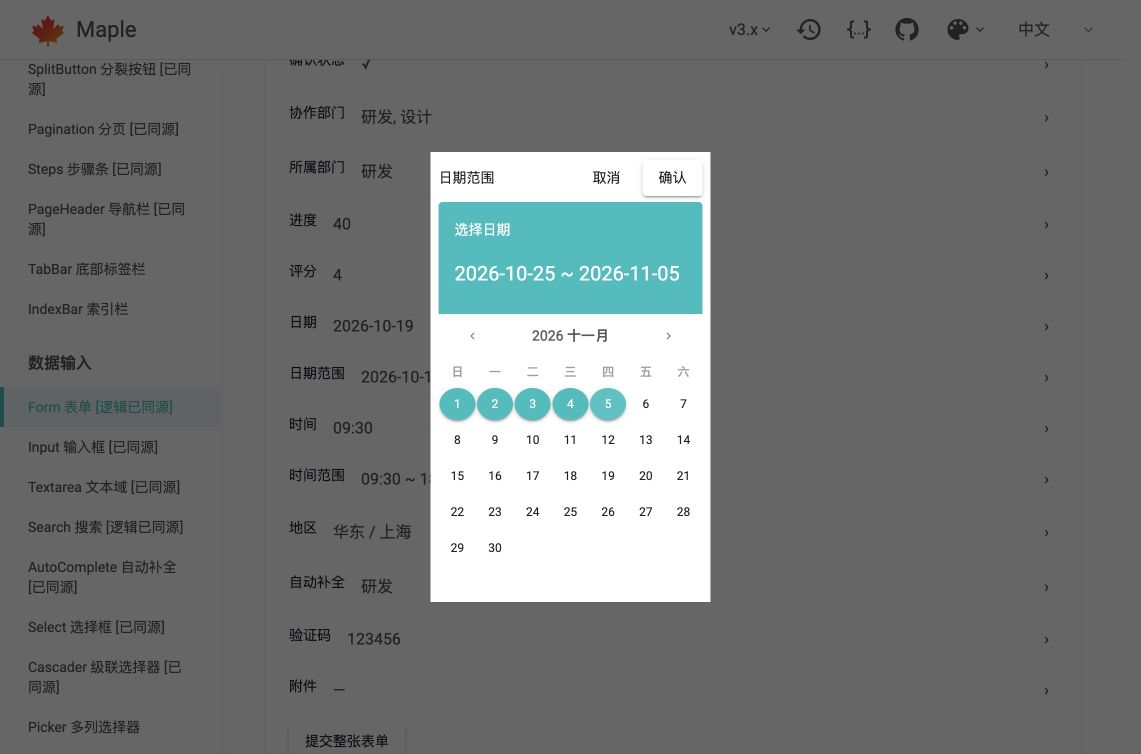 Maple
v3.x
{...}
中文
SplitButton 分裂按钮 [已同
源]
Pagination 分页 [已同源]
Steps 步骤条 [已同源]
PageHeader 导航栏 [已同
源]
TabBar 底部标签栏
IndexBar 索引栏
数据输入
Form 表单 [逻辑已同源]
Input 输入框 [已同源]
Textarea 文本域 [已同源]
Search 搜索 [逻辑已同源]
AutoComplete 自动补全
[已同源]
Select 选择框 [已同源]
Cascader 级联选择器 [已
同源]
Picker 多列选择器
确认状态 ✓
协作部门 研发, 设计
所属部门 研发
进度 40
评分 4
日期 2026-10-19
日期范围 2026-10-1
时间 09:30
时间范围 09:30 ~ 18
地区 华东 / 上海
自动补全 研发
验证码 123456
附件 —
提交整张表单
日期范围 取消 确认
选择日期
2026-10-25 ~ 2026-11-05
2026 十一月
日 一 二 三 四 五 六
1 2 3 4 5 6 7
8 9 10 11 12 13 14
15 16 17 18 19 20 21
22 23 24 25 26 27 28
29 30